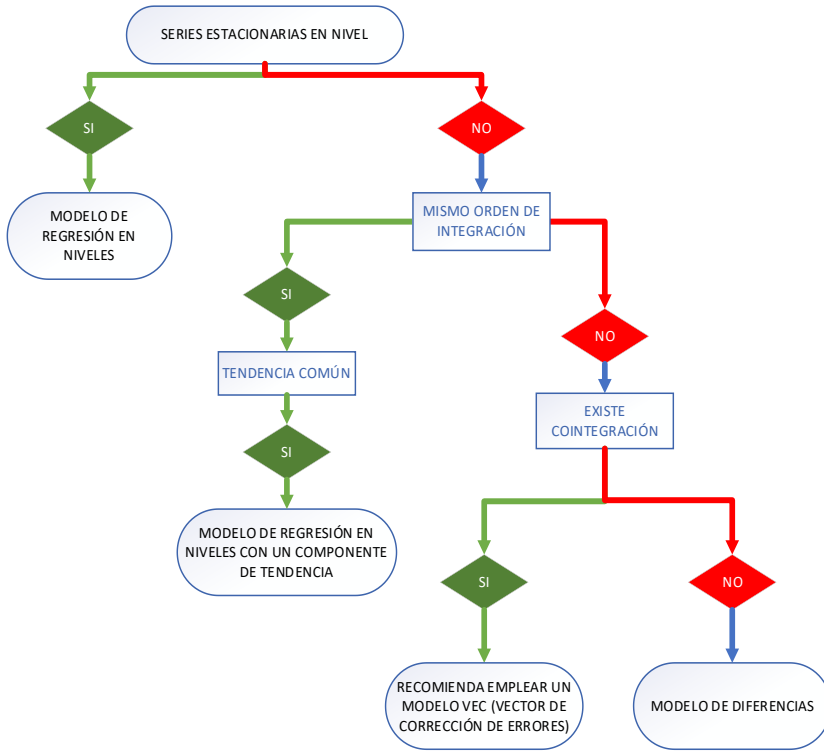 SERIES ESTACIONARIAS EN NIVEL
SI
NO
MODELO DE
REGRESIÓN EN
NIVELES
MISMO ORDEN DE
INTEGRACIÓN
SI
NO
TENDENCIA COMÚN
EXISTE
COINTEGRACIÓN
SI
MODELO DE REGRESIÓN EN
NIVELES CON UN COMPONENTE
DE TENDENCIA
SI
NO
RECOMIENDA EMPLEAR UN
MODELO VEC (VECTOR DE
CORRECCIÓN DE ERRORES)
MODELO DE DIFERENCIAS